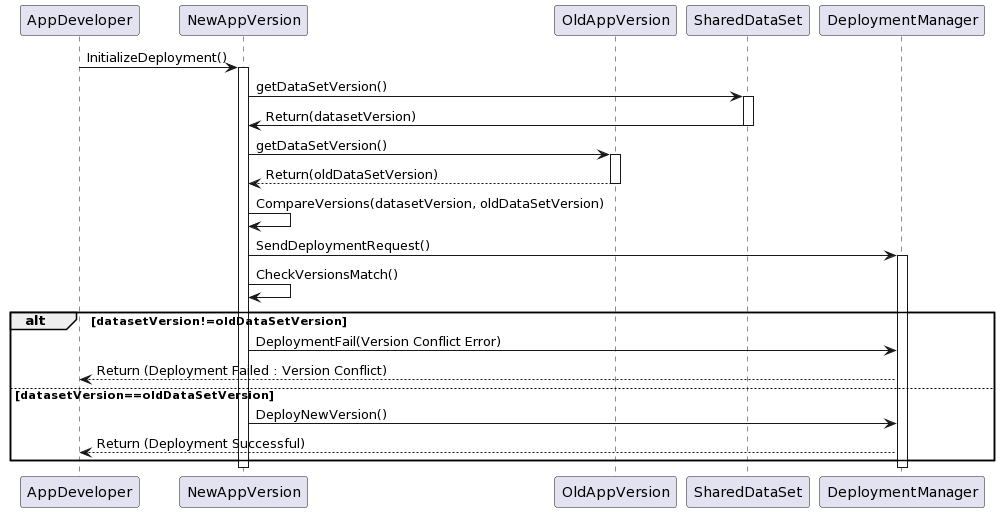 AppDeveloper NewAppVersion OldAppVersion SharedDataSet DeploymentManager
InitializeDeployment()
getDataSetVersion()
Return(datasetVersion)
getDataSetVersion()
Return(oldDataSetVersion)
CompareVersions(datasetVersion, oldDataSetVersion)
SendDeploymentRequest()
CheckVersionsMatch()
alt [datasetVersion!=oldDataSetVersion]
DeploymentFail(Version Conflict Error)
Return (Deployment Failed : Version Conflict)
[datasetVersion==oldDataSetVersion]
DeployNewVersion()
Return (Deployment Successful)
AppDeveloper NewAppVersion OldAppVersion SharedDataSet DeploymentManager